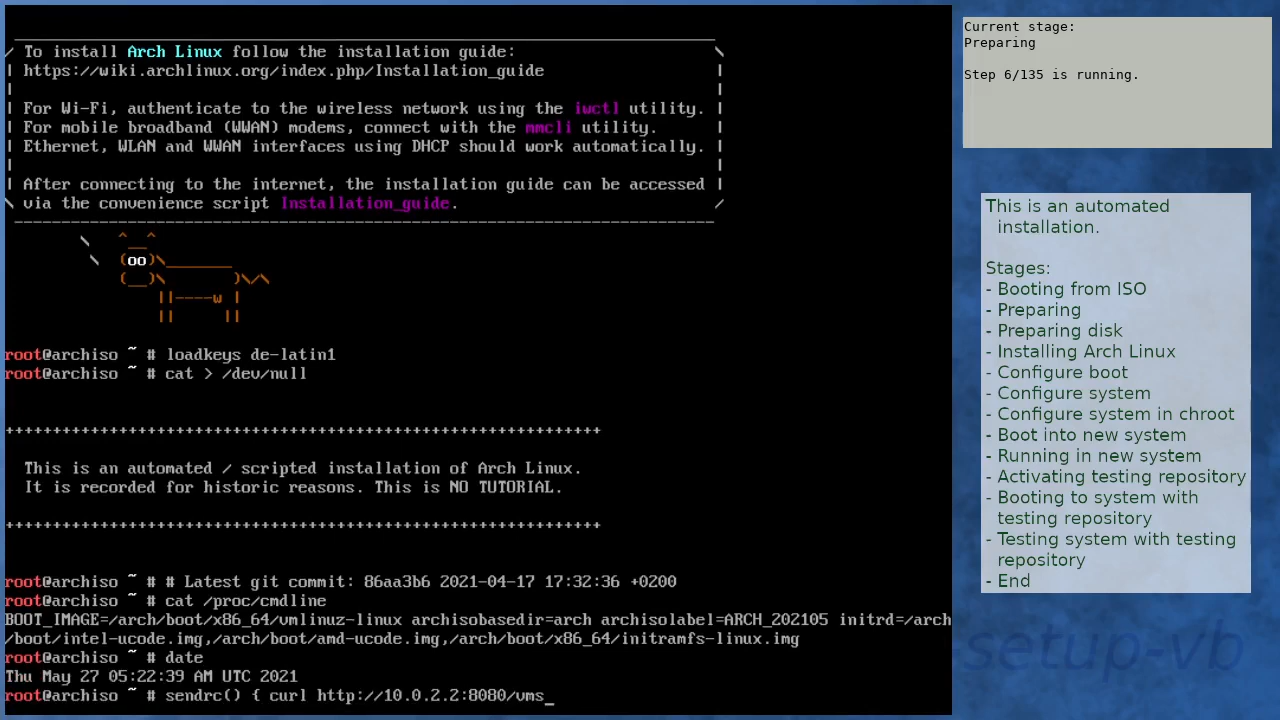 To install Arch Linux follow the installation guide:
https://wiki.archlinux.org/index.php/Installation_guide
For Wi-Fi, authenticate to the wireless network using the iwctl utility.
For mobile broadband (WWAN) modems, connect with the mmcli utility.
Ethernet, WLAN and WWAN interfaces using DHCP should work automatically.
After connecting to the internet, the installation guide can be accessed
via the convenience script Installation_guide.
root@archiso ~ # loadkeys de-latin1
root@archiso ~ # cat > /dev/null
+++++++++++++++++++++++++++++++++++++++++++++++++++++++++++++++
This is an automated / scripted installation of Arch Linux.
It is recorded for historic reasons. This is NO TUTORIAL.
+++++++++++++++++++++++++++++++++++++++++++++++++++++++++++++++
root@archiso ~ # # Latest git commit: 86aa3b6 2021-04-17 17:32:36 +0200
root@archiso ~ # cat /proc/cmdline
BOOT_IMAGE=/arch/boot/x86_64/vmlinuz-linux archisobasedir=arch archisolabel=ARCH_202105 initrd=/arch
/boot/intel-ucode.img,/arch/boot/amd-ucode.img,/arch/boot/x86_64/initramfs-linux.img
root@archiso ~ # date
Thu May 27 05:22:39 AM UTC 2021
root@archiso ~ # sendrc() { curl http://10.0.2.2:8080/vms_
Current stage:
Preparing
Step 6/135 is running.
This is an automated
installation.
Stages:
- Booting from ISO
- Preparing
- Preparing disk
- Installing Arch Linux
- Configure boot
- Configure system
- Configure system in chroot
- Boot into new system
- Running in new system
- Activating testing repository
- Booting to system with
testing repository
- Testing system with testing
repository
- End
-setup-vb